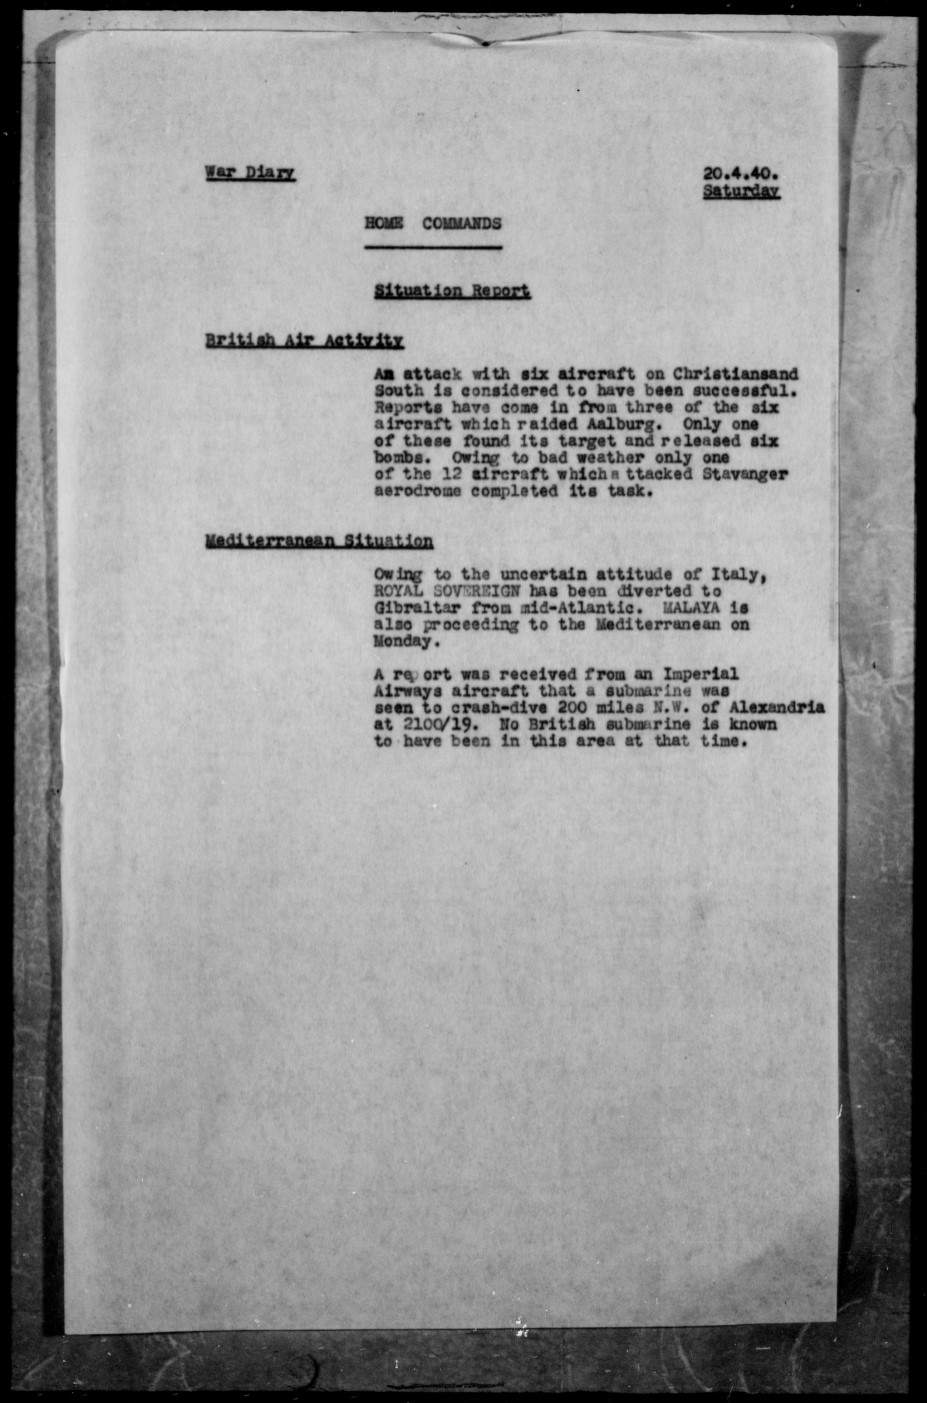 War Diary
20.4.40.
Saturday
HOME COMMANDS
Situation Report
British Air Activity
An attack with six aircraft on Christiansand
South is considered to have been successful.
Reports have come in from three of the six
aircraft which raided Aalburg. Only one
of these found its target and released six
bombs. Owing to bad weather only one
of the 12 aircraft which a ttacked Stavanger
aerodrome completed its task.
Mediterranean Situation
Owing to the uncertain attitude of Italy,
ROYAL SOVEREIGN has been diverted to
Gibraltar from mid-Atlantic. MALAYA is
also proceeding to the Mediterranean on
Monday.
A report was received from an Imperial
Airways aircraft that a submarine was
seen to crash-dive 200 miles N.W. of Alexandria
at 2100/19. No British submarine is known
to have been in this area at that time.